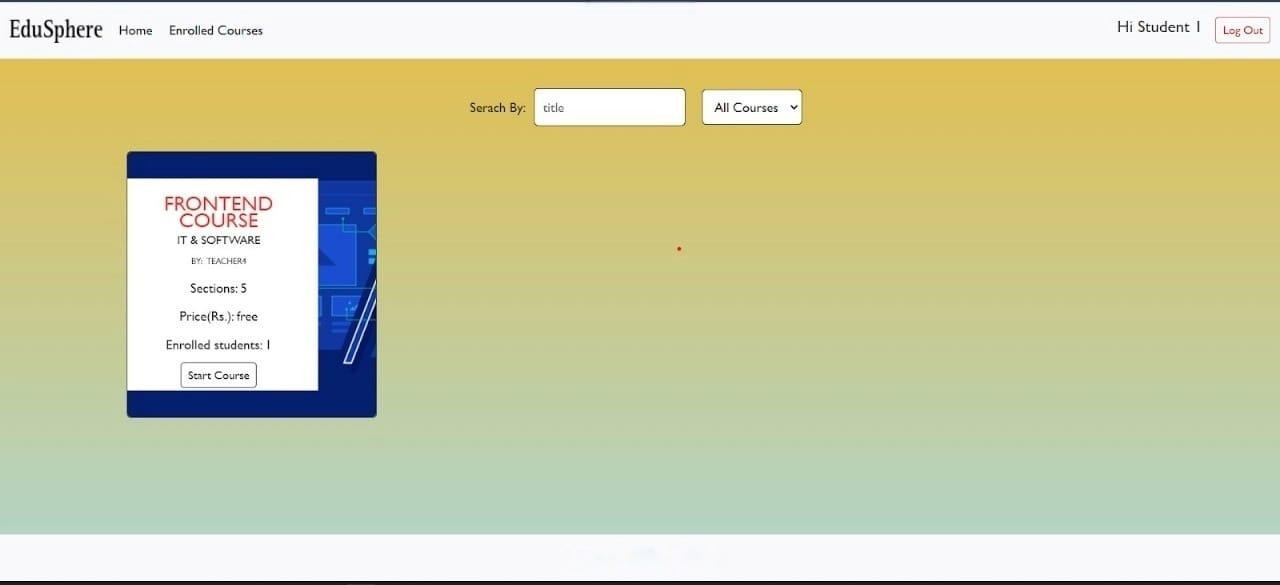 EduSphere Home Enrolled Courses Hi Student 1 Log Out
Serach By: title All Courses
FRONTEND
COURSE
IT & SOFTWARE
BY: TEACHER4
Sections: 5
Price(Rs.): free
Enrolled students: 1
Start Course